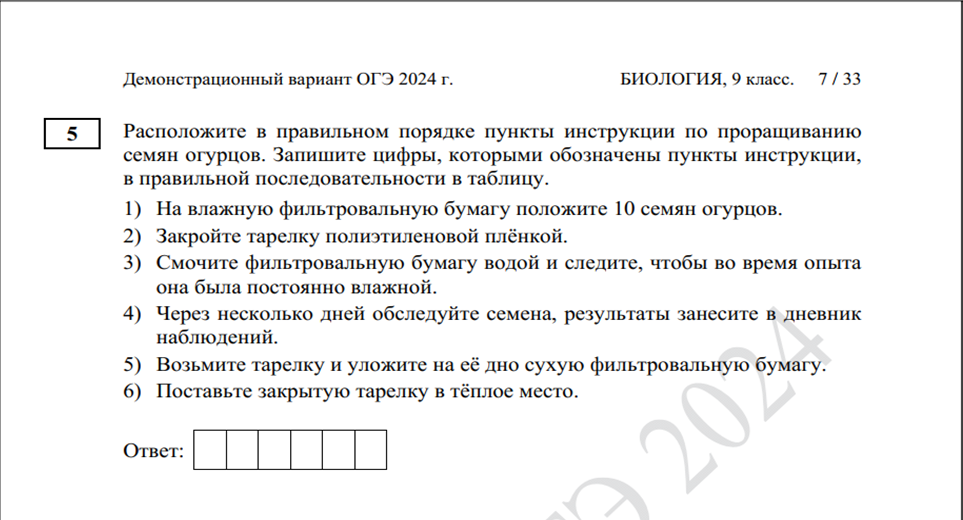 Демонстрационный вариант ОГЭ 2024 г. БИОЛОГИЯ, 9 класс. 7 / 33
5 Расположите в правильном порядке пункты инструкции по проращиванию
семян огурцов. Запишите цифры, которыми обозначены пункты инструкции,
в правильной последовательности в таблицу.
1) На влажную фильтровальную бумагу положите 10 семян огурцов.
2) Закройте тарелку полиэтиленовой плёнкой.
3) Смочите фильтровальную бумагу водой и следите, чтобы во время опыта
она была постоянно влажной.
4) Через несколько дней обследуйте семена, результаты занесите в дневник
наблюдений.
5) Возьмите тарелку и уложите на её дно сухую фильтровальную бумагу.
6) Поставьте закрытую тарелку в тёплое место.
Ответ:
2024